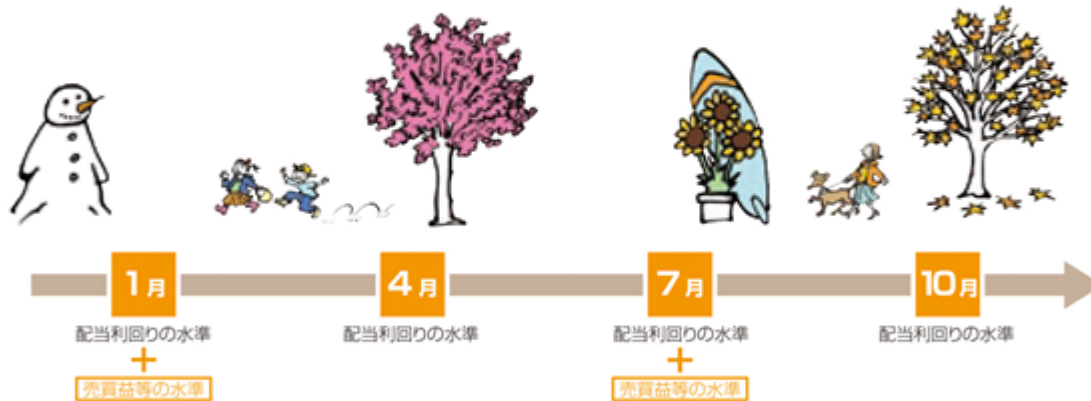 1月
4月
7月
10月
配当利回りの水準
配当利回りの水準
配当利回りの水準
配当利回りの水準
+
+
売買益等の水準
売買益等の水準